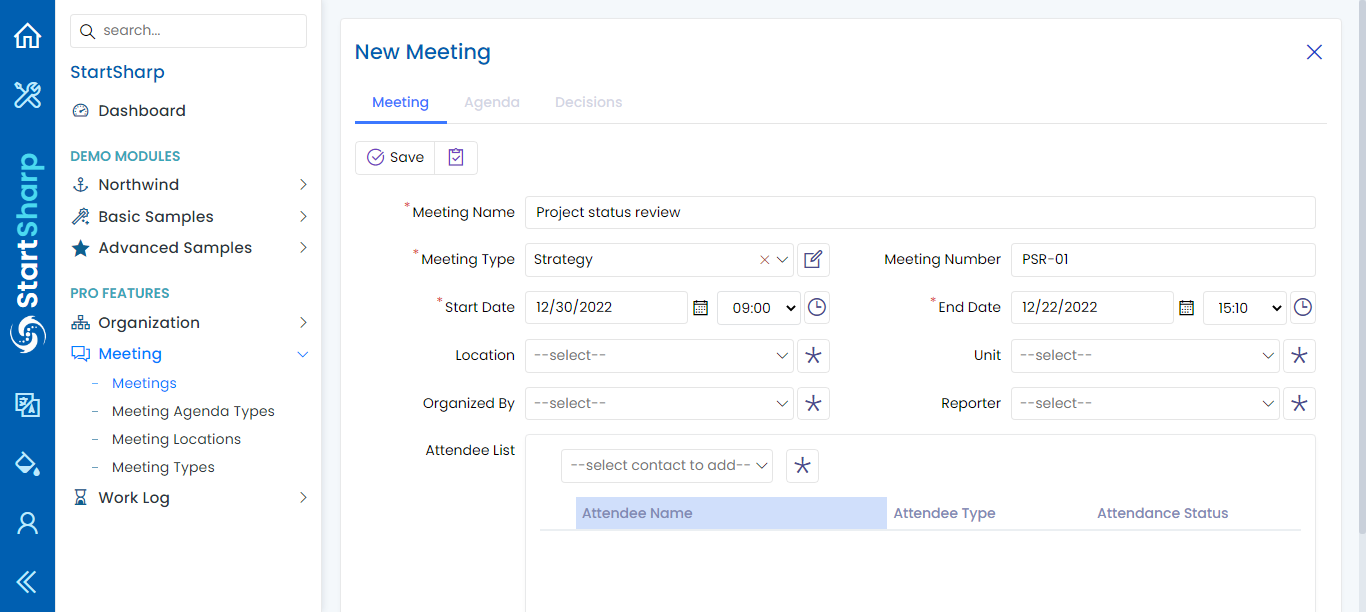 search...
StartSharp
Dashboard
DEMO MODULES
Northwind
Basic Samples
Advanced Samples
PRO FEATURES
Organization
Meeting
Meetings
Meeting Agenda Types
Meeting Locations
Meeting Types
Work Log
StartSharp
New Meeting
Meeting Agenda Decisions
Save
*Meeting Name Project status review
*Meeting Type Strategy Meeting Number PSR-01
*Start Date 12/30/2022 09:00 *End Date 12/22/2022 15:10
Location --select-- Unit --select--
Organized By --select-- Reporter --select--
Attendee List
--select contact to add--
Attendee Name Attendee Type Attendance Status